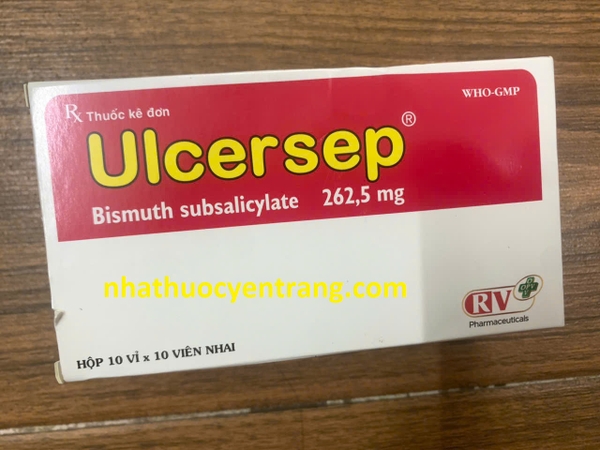 WHO-GMP
Rx Thuốc kê đơn
Ulcersep®
Bismuth subsalicylate 262,5 mg
nhathuocyentrang.com
RV
OPV
Pharmaceuticals
HỘP 10 VỈ x 10 VIÊN NHAI